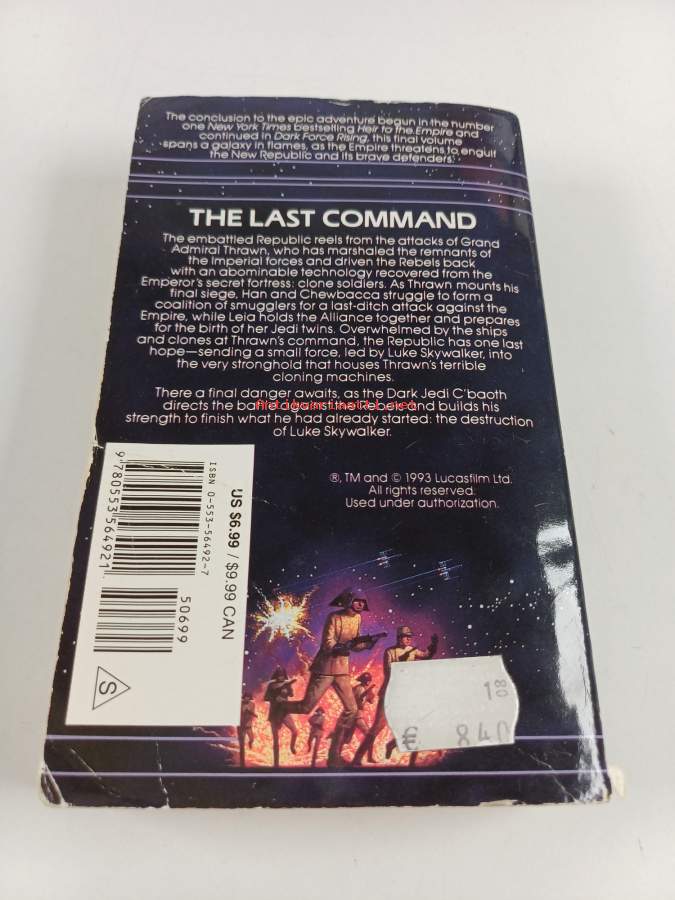 The conclusion to the epic adventure begun in the number
one New York Times bestselling Heir to the Empire and
continued in Dark Force Rising, this final volume
spans a galaxy in flames, as the Empire threatens to engulf
the New Republic and its brave defenders.
THE LAST COMMAND
The embattled Republic reels from the attacks of Grand
Admiral Thrawn, who has marshaled the remnants of
the Imperial forces and driven the Rebels back
with an abominable technology recovered from the
Emperor's secret fortress: clone soldiers. As Thrawn mounts his
final siege, Han and Chewbacca struggle to form a
coalition of smugglers for a last-ditch attack against the
Empire, while Leia holds the Alliance together and prepares
for the birth of her Jedi twins. Overwhelmed by the ships
and clones at Thrawn's command, the Republic has one last
hope—sending a small force, led by Luke Skywalker, into
the very stronghold that houses Thrawn's terrible
cloning machines.
There a final danger awaits, as the Dark Jedi C'baoth
directs the battle against the Rebels and builds his
strength to finish what he had already started: the destruction
of Luke Skywalker.
®, TM and © 1993 Lucasfilm Ltd.
All rights reserved.
Used under authorization.
ISBN 0-553-56492-7
9780553564921
50699
US $6.99 / $9.99 CAN
S
1.80
€ 840